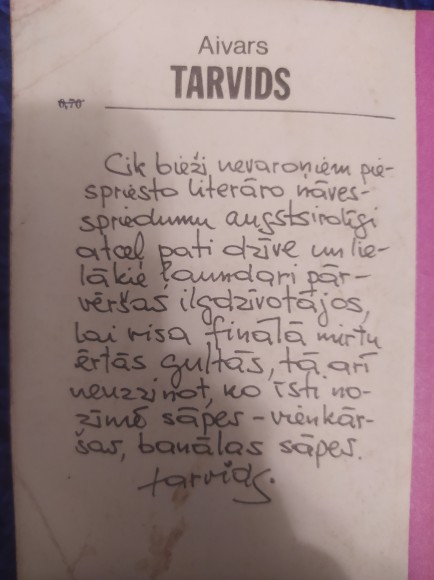 Aivars
TARVIDS
0,70
Cik bieži nevaroņiem pie-
spriesto literāro nāves-
spriedumu augstsirdīgi
atceļ pati dzīve un lie-
lākie ļaundari pār-
vēršas ilgdzīvotājos,
lai visa finālā mirtu
ērtās gultās, tā arī
neuzzinot, ko īsti no-
zīmē sāpes - vienkār-
šas, banālas sāpes.
tarvids.